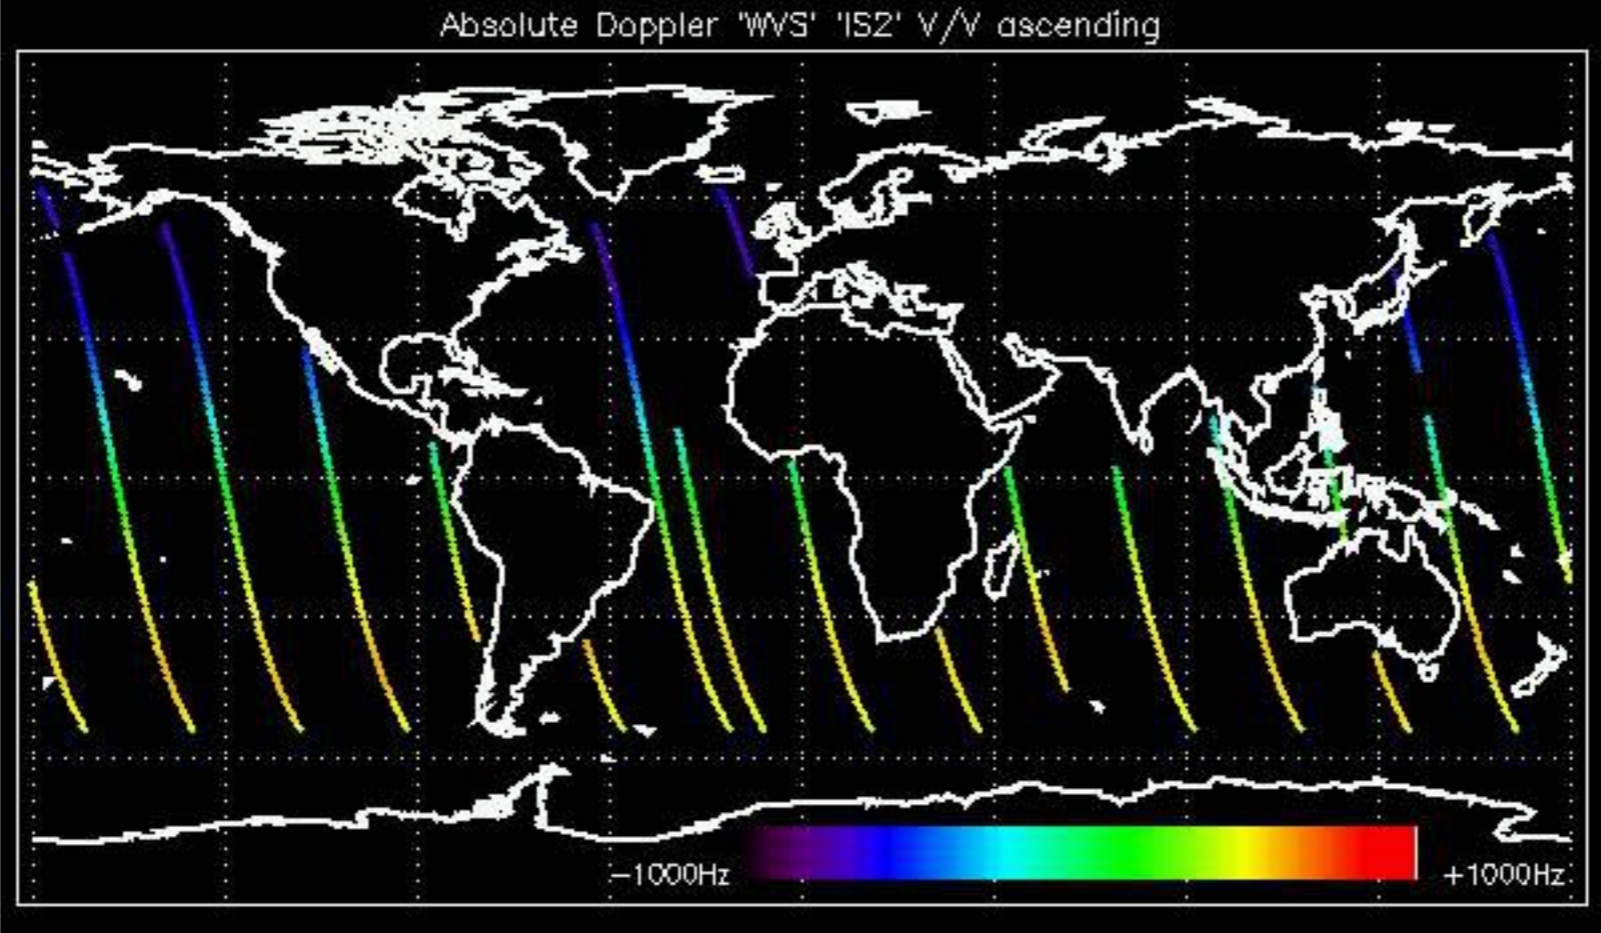 Absolute Doppler 'WVS' 'IS2' V/V ascending
−1000Hz +1000Hz